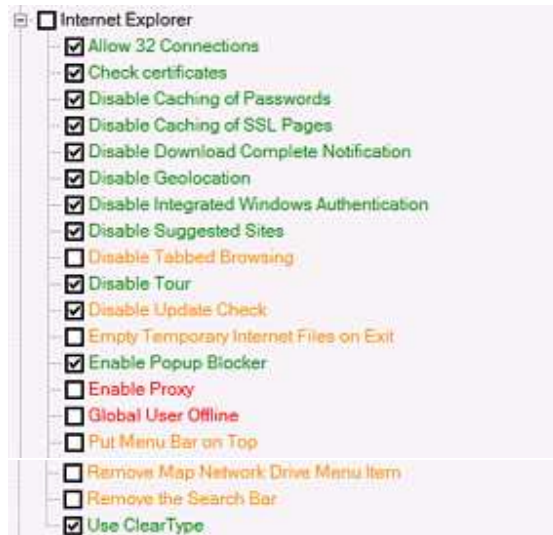 Internet Explorer
Allow 32 Connections
Check certificates
Disable Caching of Passwords
Disable Caching of SSL Pages
Disable Download Complete Notification
Disable Geolocation
Disable Integrated Windows Authentication
Disable Suggested Sites
Disable Tabbed Browsing
Disable Tour
Disable Update Check
Empty Temporary Internet Files on Exit
Enable Popup Blocker
Enable Proxy
Global User Offline
Put Menu Bar on Top
Remove Map Network Drive Menu Item
Remove the Search Bar
Use ClearType